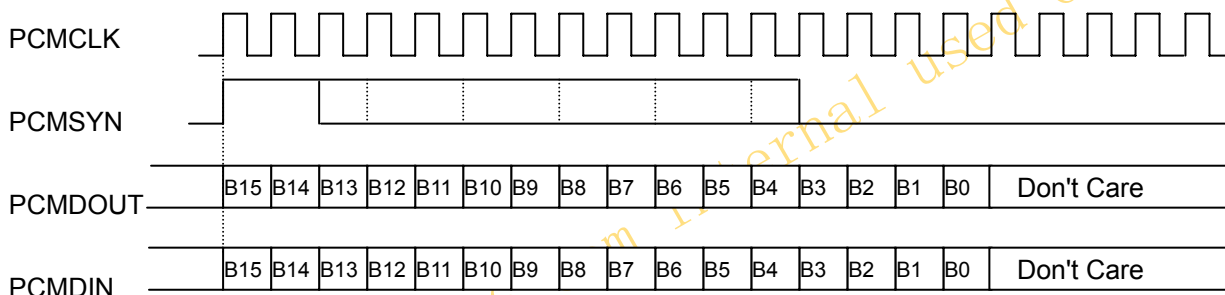 PCMCLK
PCMSYN
PCMDOUT B15 B14 B13 B12 B11 B10 B9 B8 B7 B6 B5 B4 B3 B2 B1 B0 Don't Care
PCMDIN B15 B14 B13 B12 B11 B10 B9 B8 B7 B6 B5 B4 B3 B2 B1 B0 Don't Care
internal used